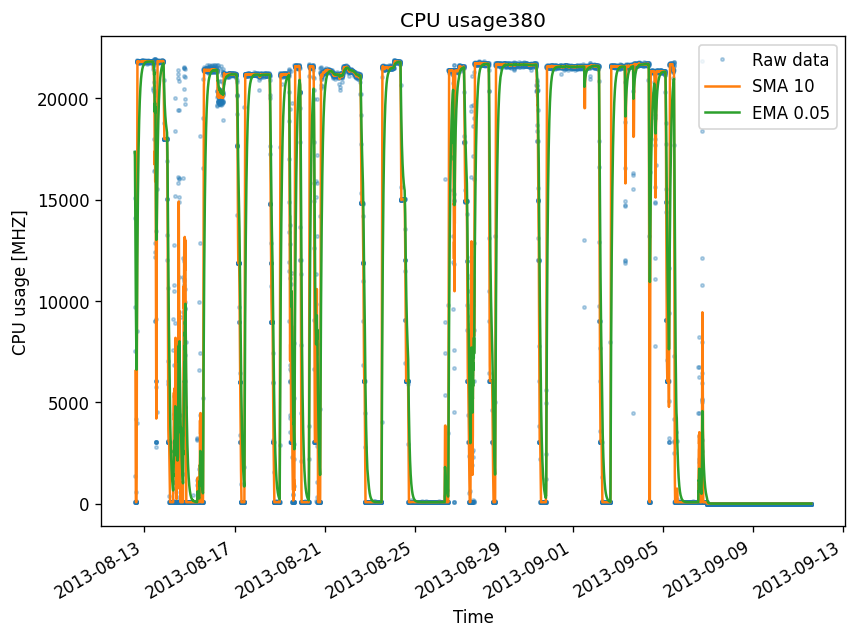 CPU usage380
Raw data
SMA 10
EMA 0.05
CPU usage [MHZ]
20000
15000
10000
5000
0
2013-08-13
2013-08-17
2013-08-21
2013-08-25
2013-08-29
2013-09-01
2013-09-05
2013-09-09
2013-09-13
Time